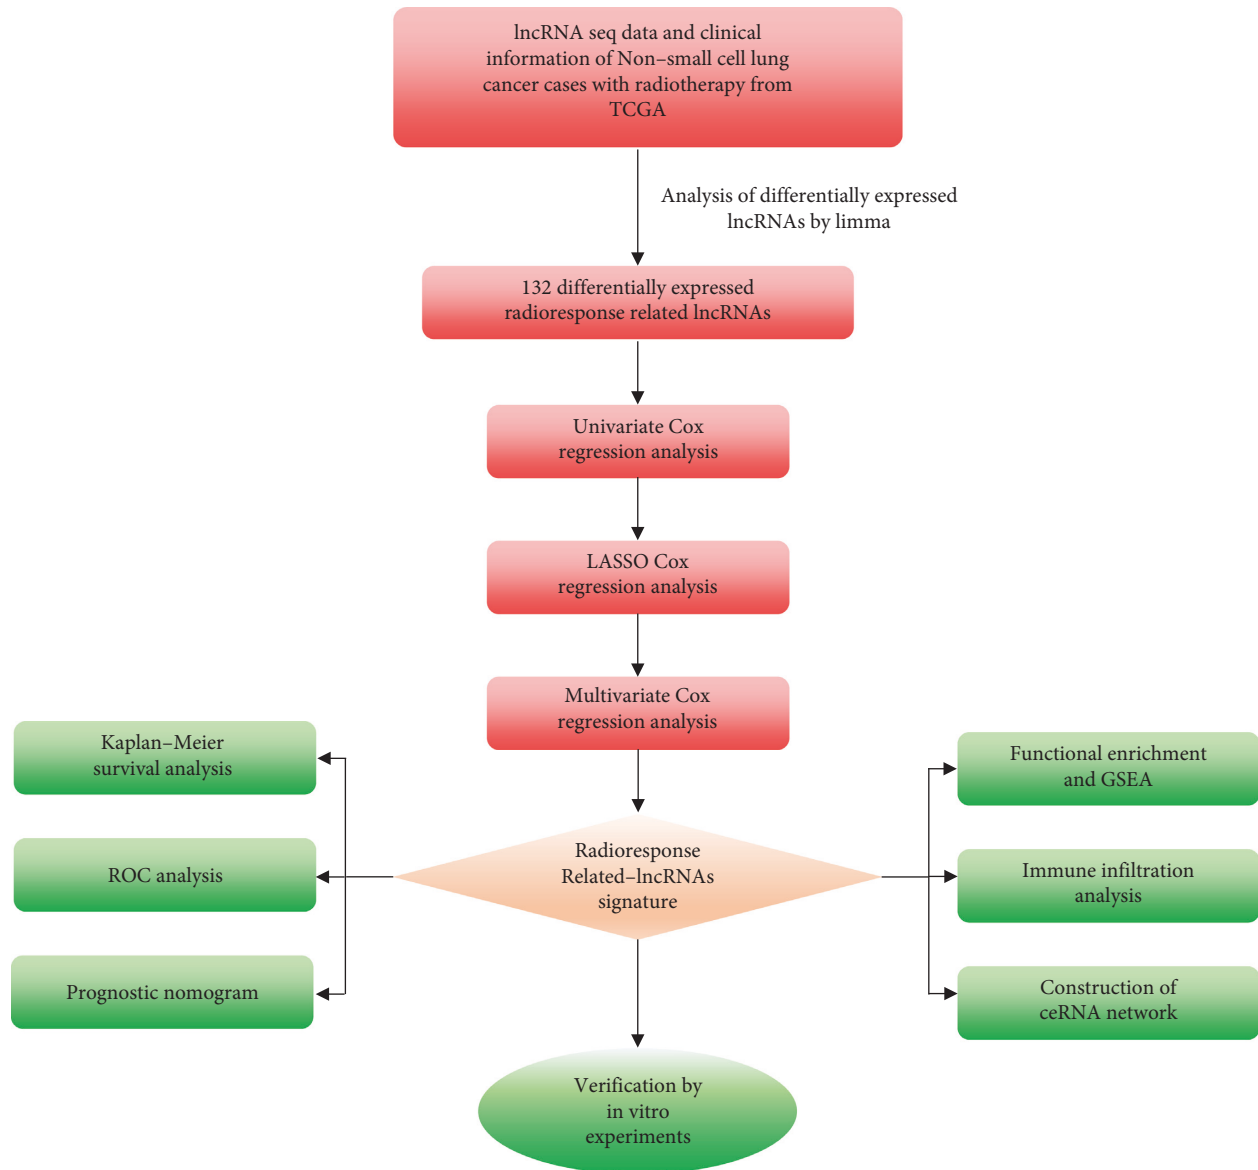 lncRNA seq data and clinical
information of Non–small cell lung
cancer cases with radiotherapy from
TCGA
Analysis of differentially expressed
lncRNAs by limma
132 differentially expressed
radioresponse related lncRNAs
Univariate Cox
regression analysis
LASSO Cox
regression analysis
Multivariate Cox
regression analysis
Kaplan–Meier
survival analysis
ROC analysis
Prognostic nomogram
Radioresponse
Related–lncRNAs
signature
Functional enrichment
and GSEA
Immune infiltration
analysis
Construction of
ceRNA network
Verification by
in vitro
experiments